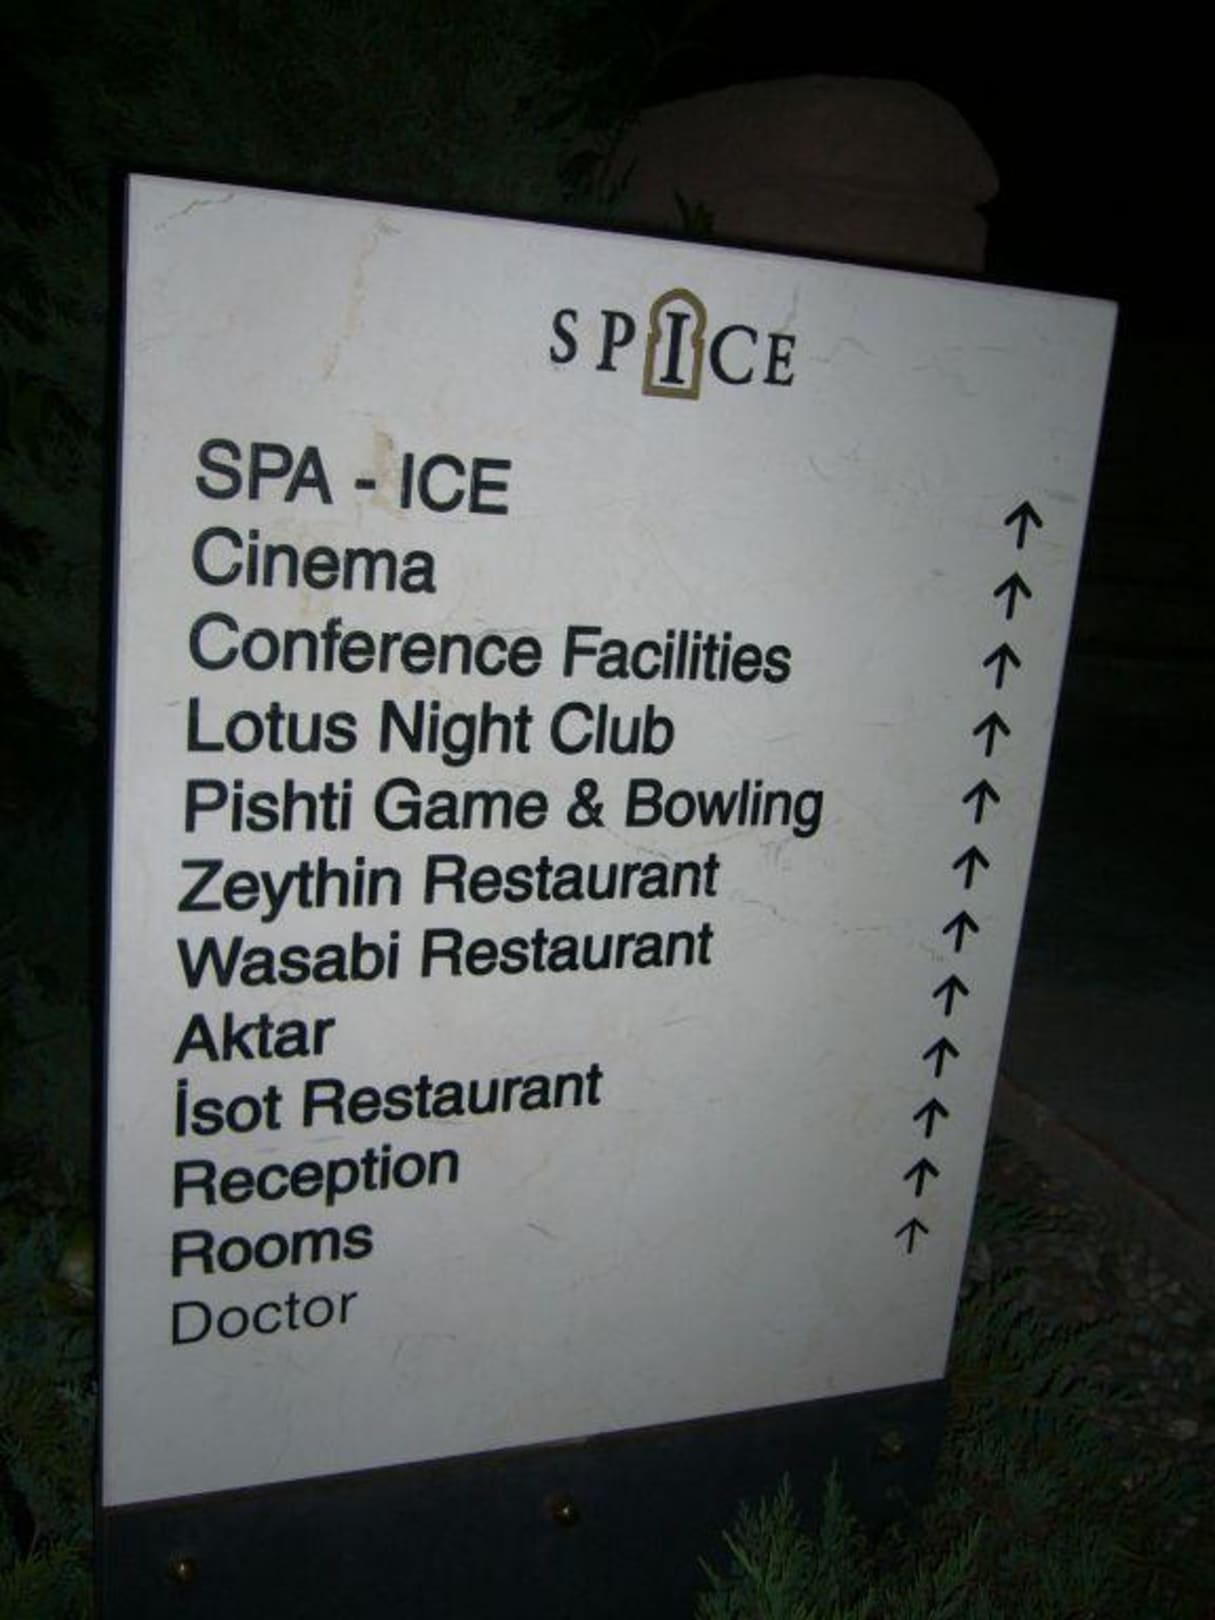 SPICE
SPA - ICE ↑
Cinema ↑
Conference Facilities ↑
Lotus Night Club ↑
Pishti Game & Bowling ↑
Zeythin Restaurant ↑
Wasabi Restaurant ↑
Aktar ↑
İsot Restaurant ↑
Reception ↑
Rooms ↑
Doctor ↑